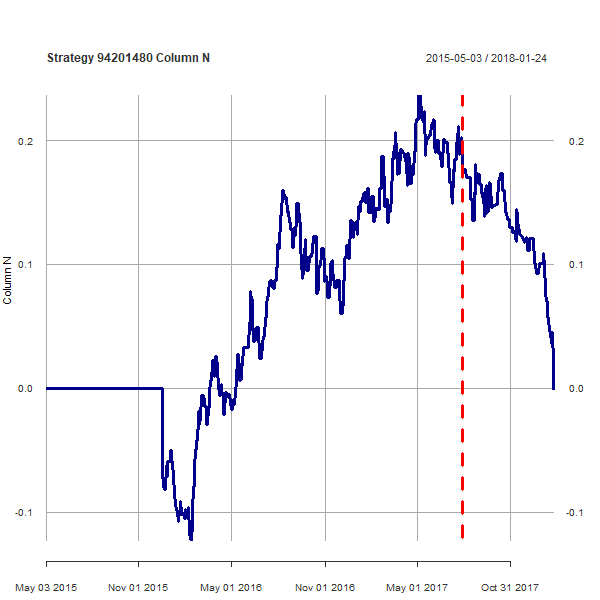 Strategy 94201480 Column N 2015-05-03 / 2018-01-24
0.2 0.2
0.1 0.1
Column N
0.0 0.0
-0.1 -0.1
May 03 2015 Nov 01 2015 May 01 2016 Nov 01 2016 May 01 2017 Oct 31 2017